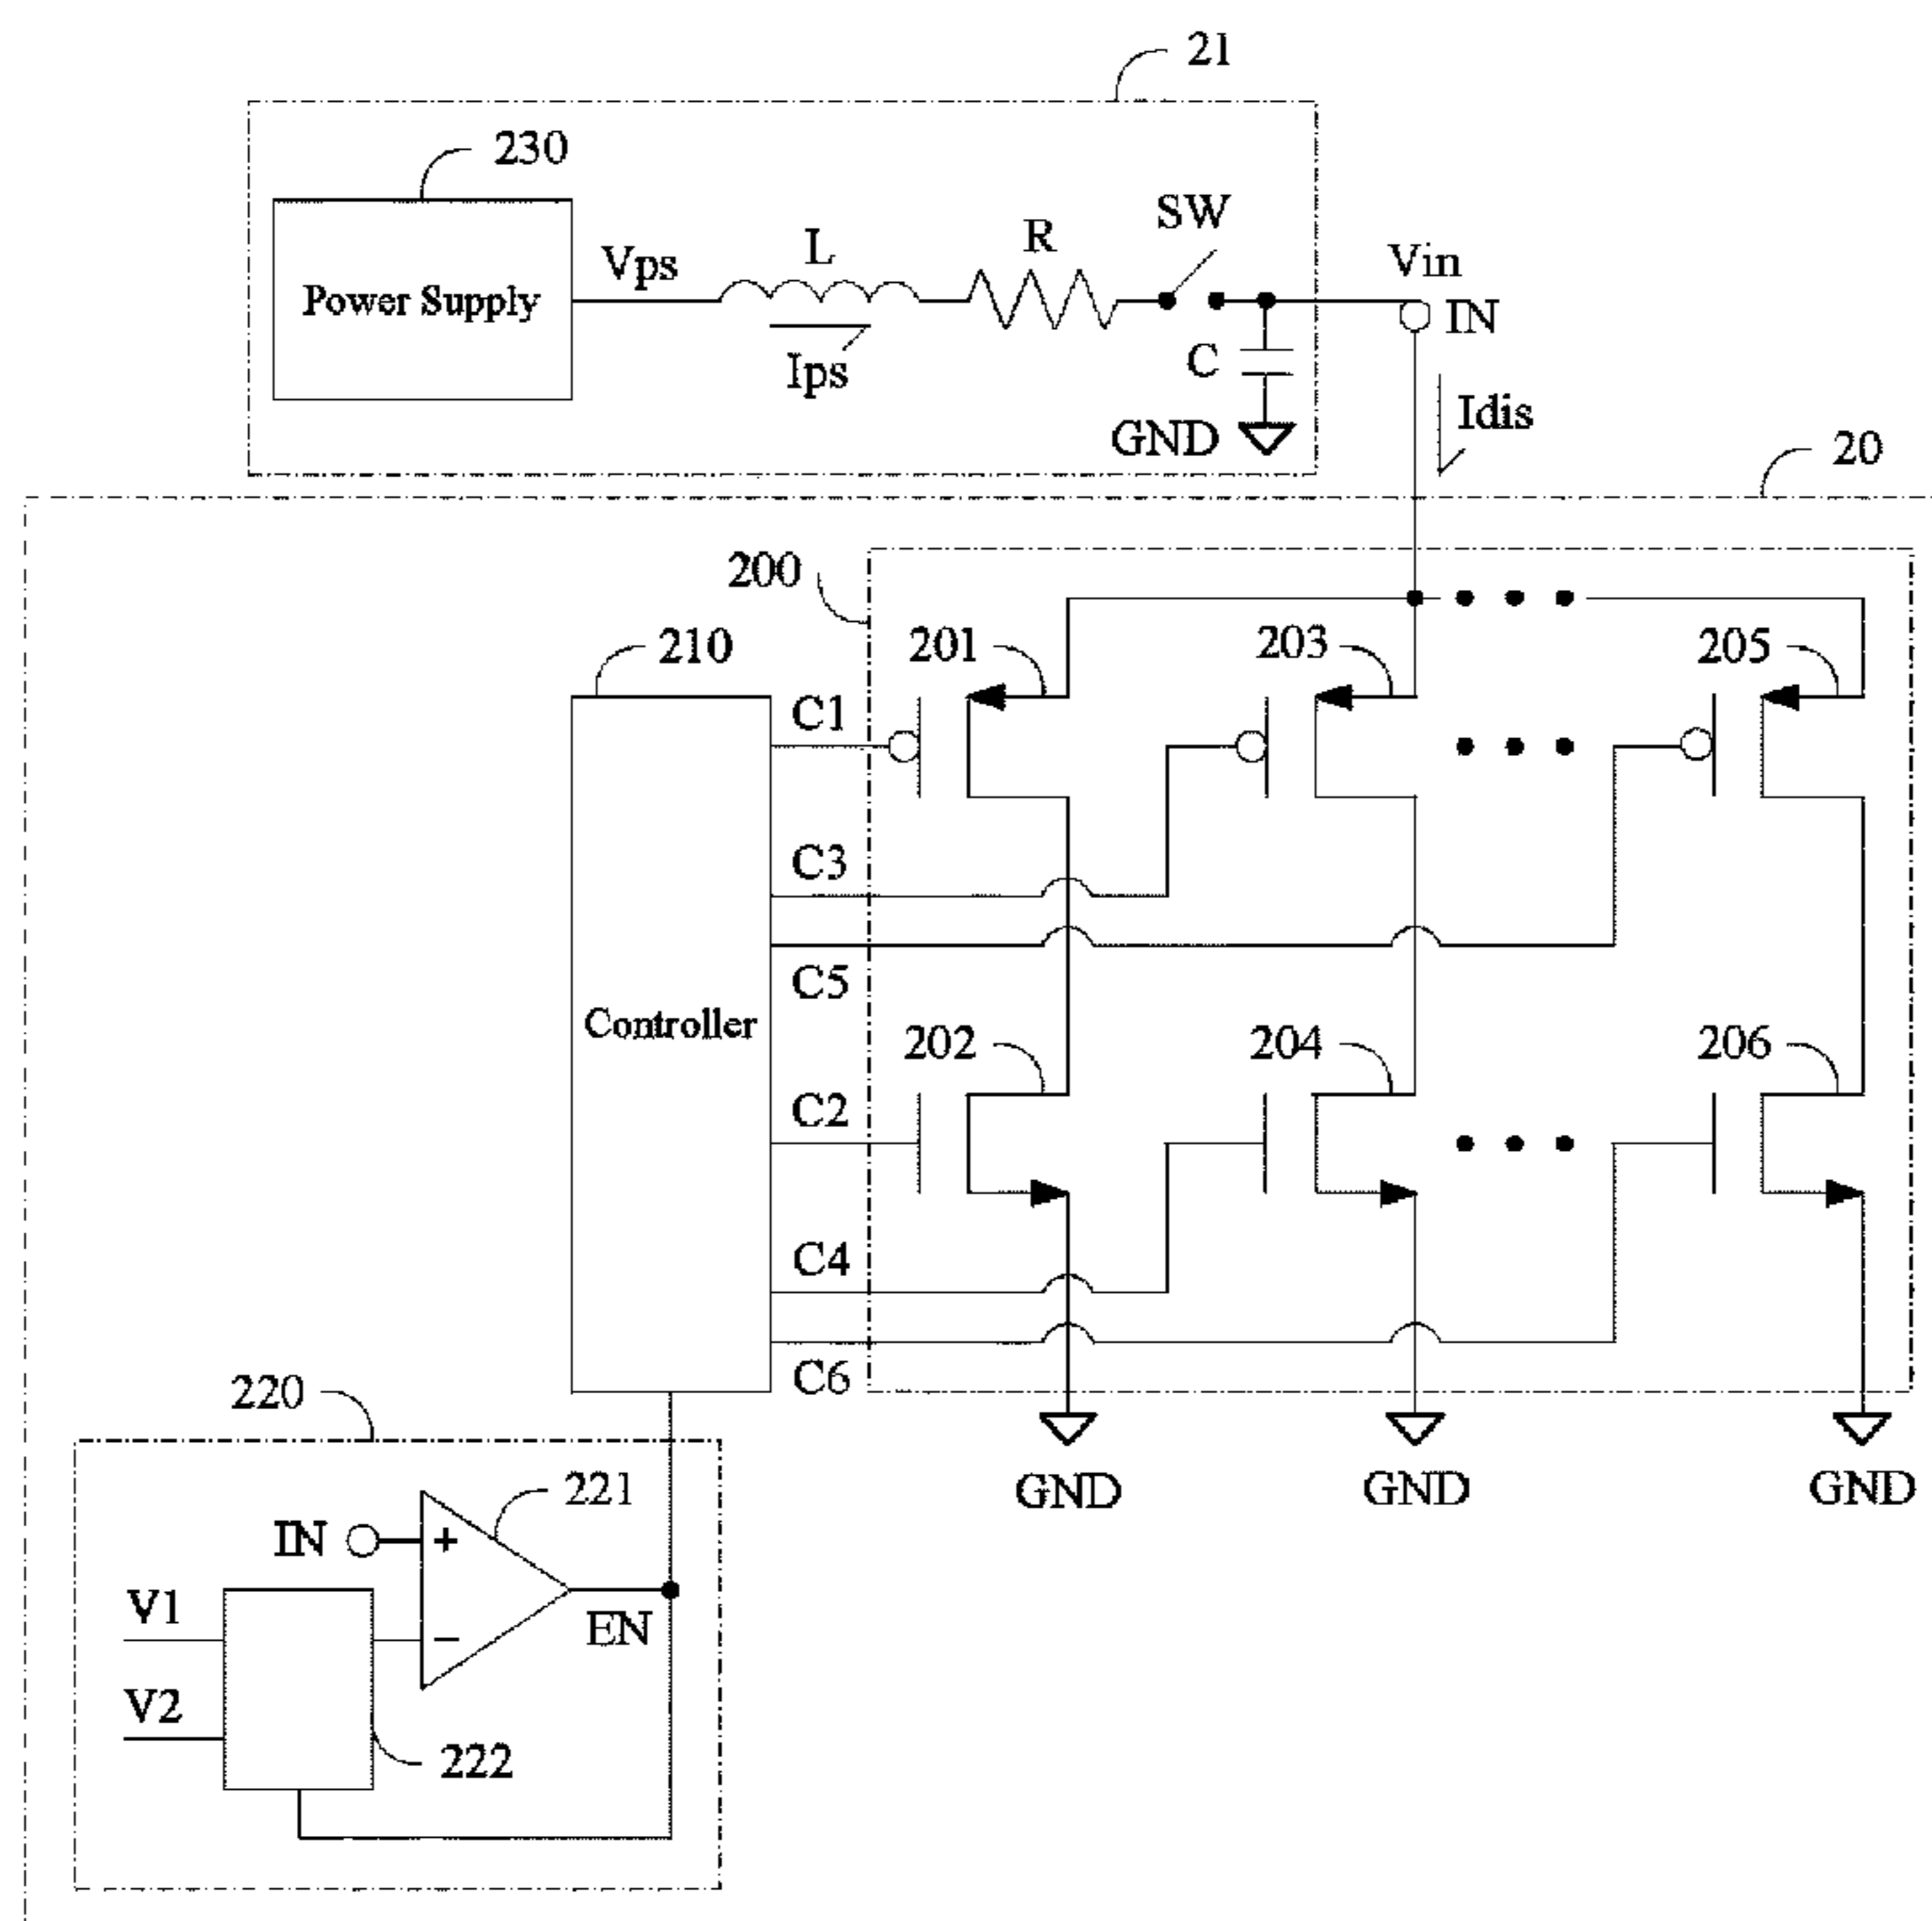 21
230
Power Supply
Vps
L
Ips
R
SW
Vin
IN
C
GND
Idis
20
200
210
201
203
205
C1
C3
C5
Controller
202
204
206
C2
C4
C6
GND
GND
GND
220
221
IN
+
−
V1
V2
EN
222